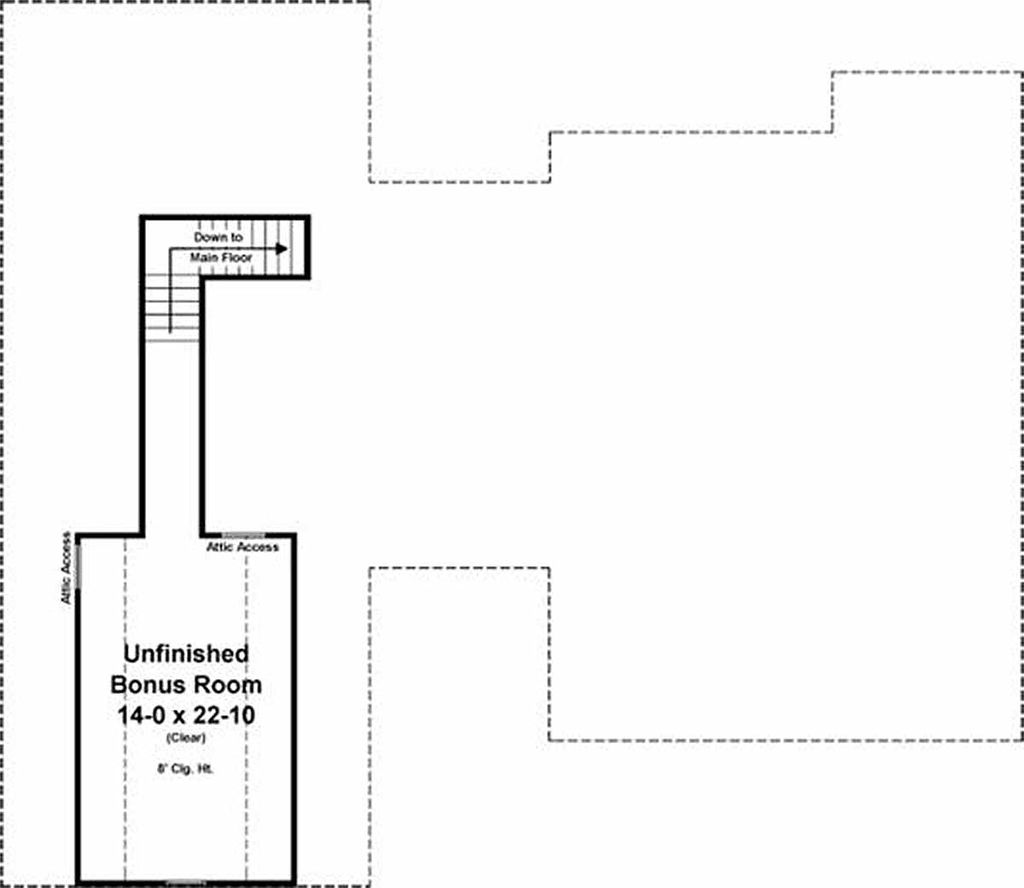 Down to
Main Floor
Attic Access
Attic Access
Unfinished
Bonus Room
14-0 x 22-10
(Clear)
8' Clg. Ht.